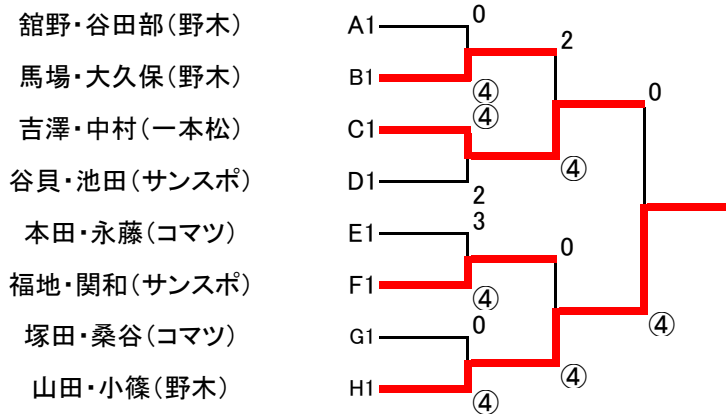 舘野・谷田部(野木) A1 0
2
馬場・大久保(野木) B1 ④ 0
吉澤・中村(一本松) C1 ④
④
谷貝・池田(サンスポ) D1 2
本田・永藤(コマツ) E1 3
0
福地・関和(サンスポ) F1 ④
塚田・桑谷(コマツ) G1 0 ④
④
山田・小篠(野木) H1 ④